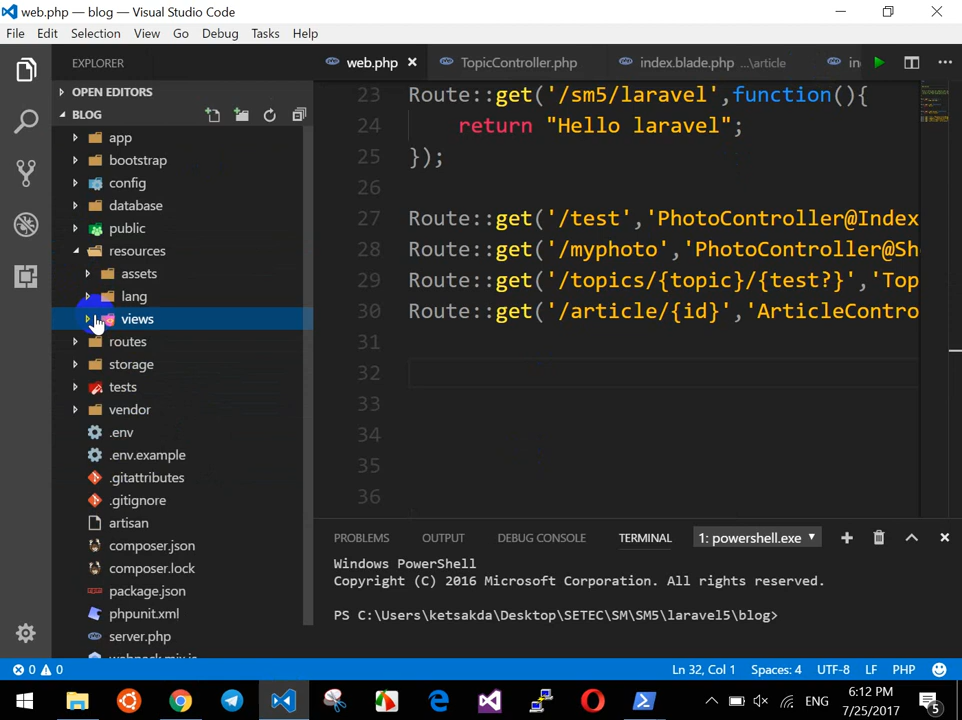 web.php — blog — Visual Studio Code
File Edit Selection View Go Debug Tasks Help
EXPLORER
web.php
TopicController.php
index.blade.php ...\article
in
OPEN EDITORS
BLOG
app
bootstrap
config
database
public
resources
assets
lang
views
routes
storage
tests
vendor
.env
.env.example
.gitattributes
.gitignore
artisan
composer.json
composer.lock
package.json
phpunit.xml
server.php
23 Route::get('/sm5/laravel',function(){
24 return "Hello laravel";
25 });
26
27 Route::get('/test','PhotoController@Index
28 Route::get('/myphoto','PhotoController@Sh
29 Route::get('/topics/{topic}/{test?}','Top
30 Route::get('/article/{id}','ArticleContro
31
32
33
34
35
36
PROBLEMS OUTPUT DEBUG CONSOLE TERMINAL 1: powershell.exe
Windows PowerShell
Copyright (C) 2016 Microsoft Corporation. All rights reserved.
PS C:\Users\ketsakda\Desktop\SETEC\SM\SM5\laravel5\blog>
0 0 Ln 32, Col 1 Spaces: 4 UTF-8 LF PHP
ENG
6:12 PM
7/25/2017
5